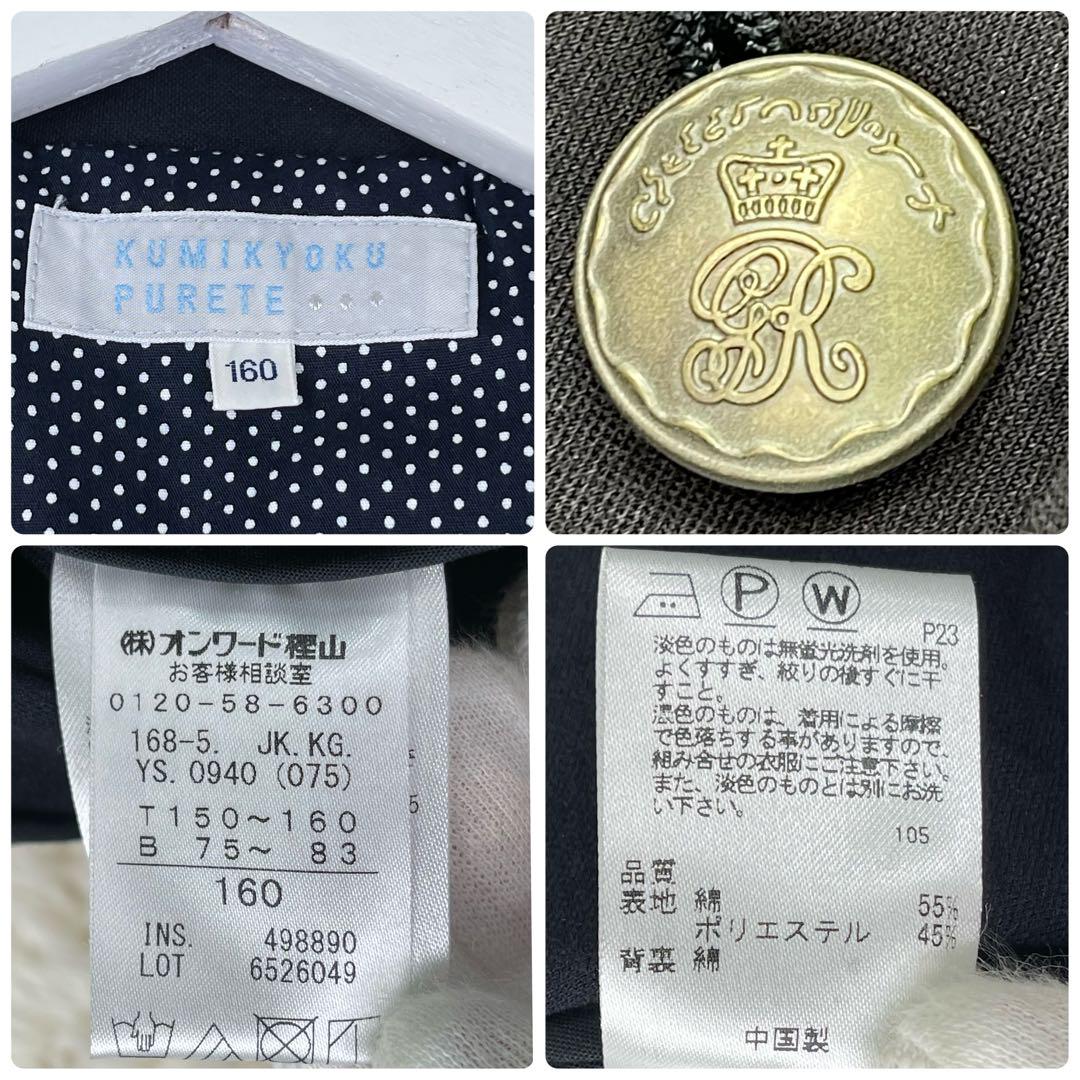 KUMIKYOKU
PURETE
160
GR
㈱オンワード樫山
お客様相談室
0120-58-6300
168-5. JK.KG.
YS. 0940 (075)
T 150~160
B 75~ 83
160
INS. 498890
LOT 6526049
P W
P23
淡色のものは無蛍光洗剤を使用。
よくすすぎ、絞りの後すぐに干
すこと。
濃色のものは、着用による摩擦
で色落ちする事がありますので、
組み合せの衣服にご注意下さい。
また、淡色のものとは別にお洗
い下さい。
105
品質
表地 綿 55%
ポリエステル 45%
背裏 綿
中国製